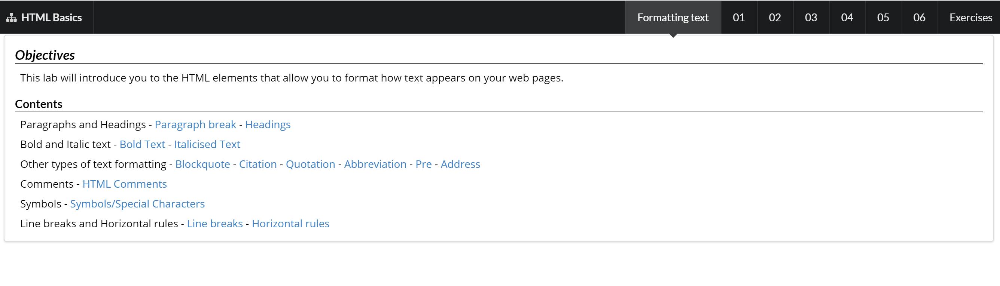 HTML Basics Formatting text 01 02 03 04 05 06 Exercises
Objectives
This lab will introduce you to the HTML elements that allow you to format how text appears on your web pages.
Contents
Paragraphs and Headings - Paragraph break - Headings
Bold and Italic text - Bold Text - Italicised Text
Other types of text formatting - Blockquote - Citation - Quotation - Abbreviation - Pre - Address
Comments - HTML Comments
Symbols - Symbols/Special Characters
Line breaks and Horizontal rules - Line breaks - Horizontal rules